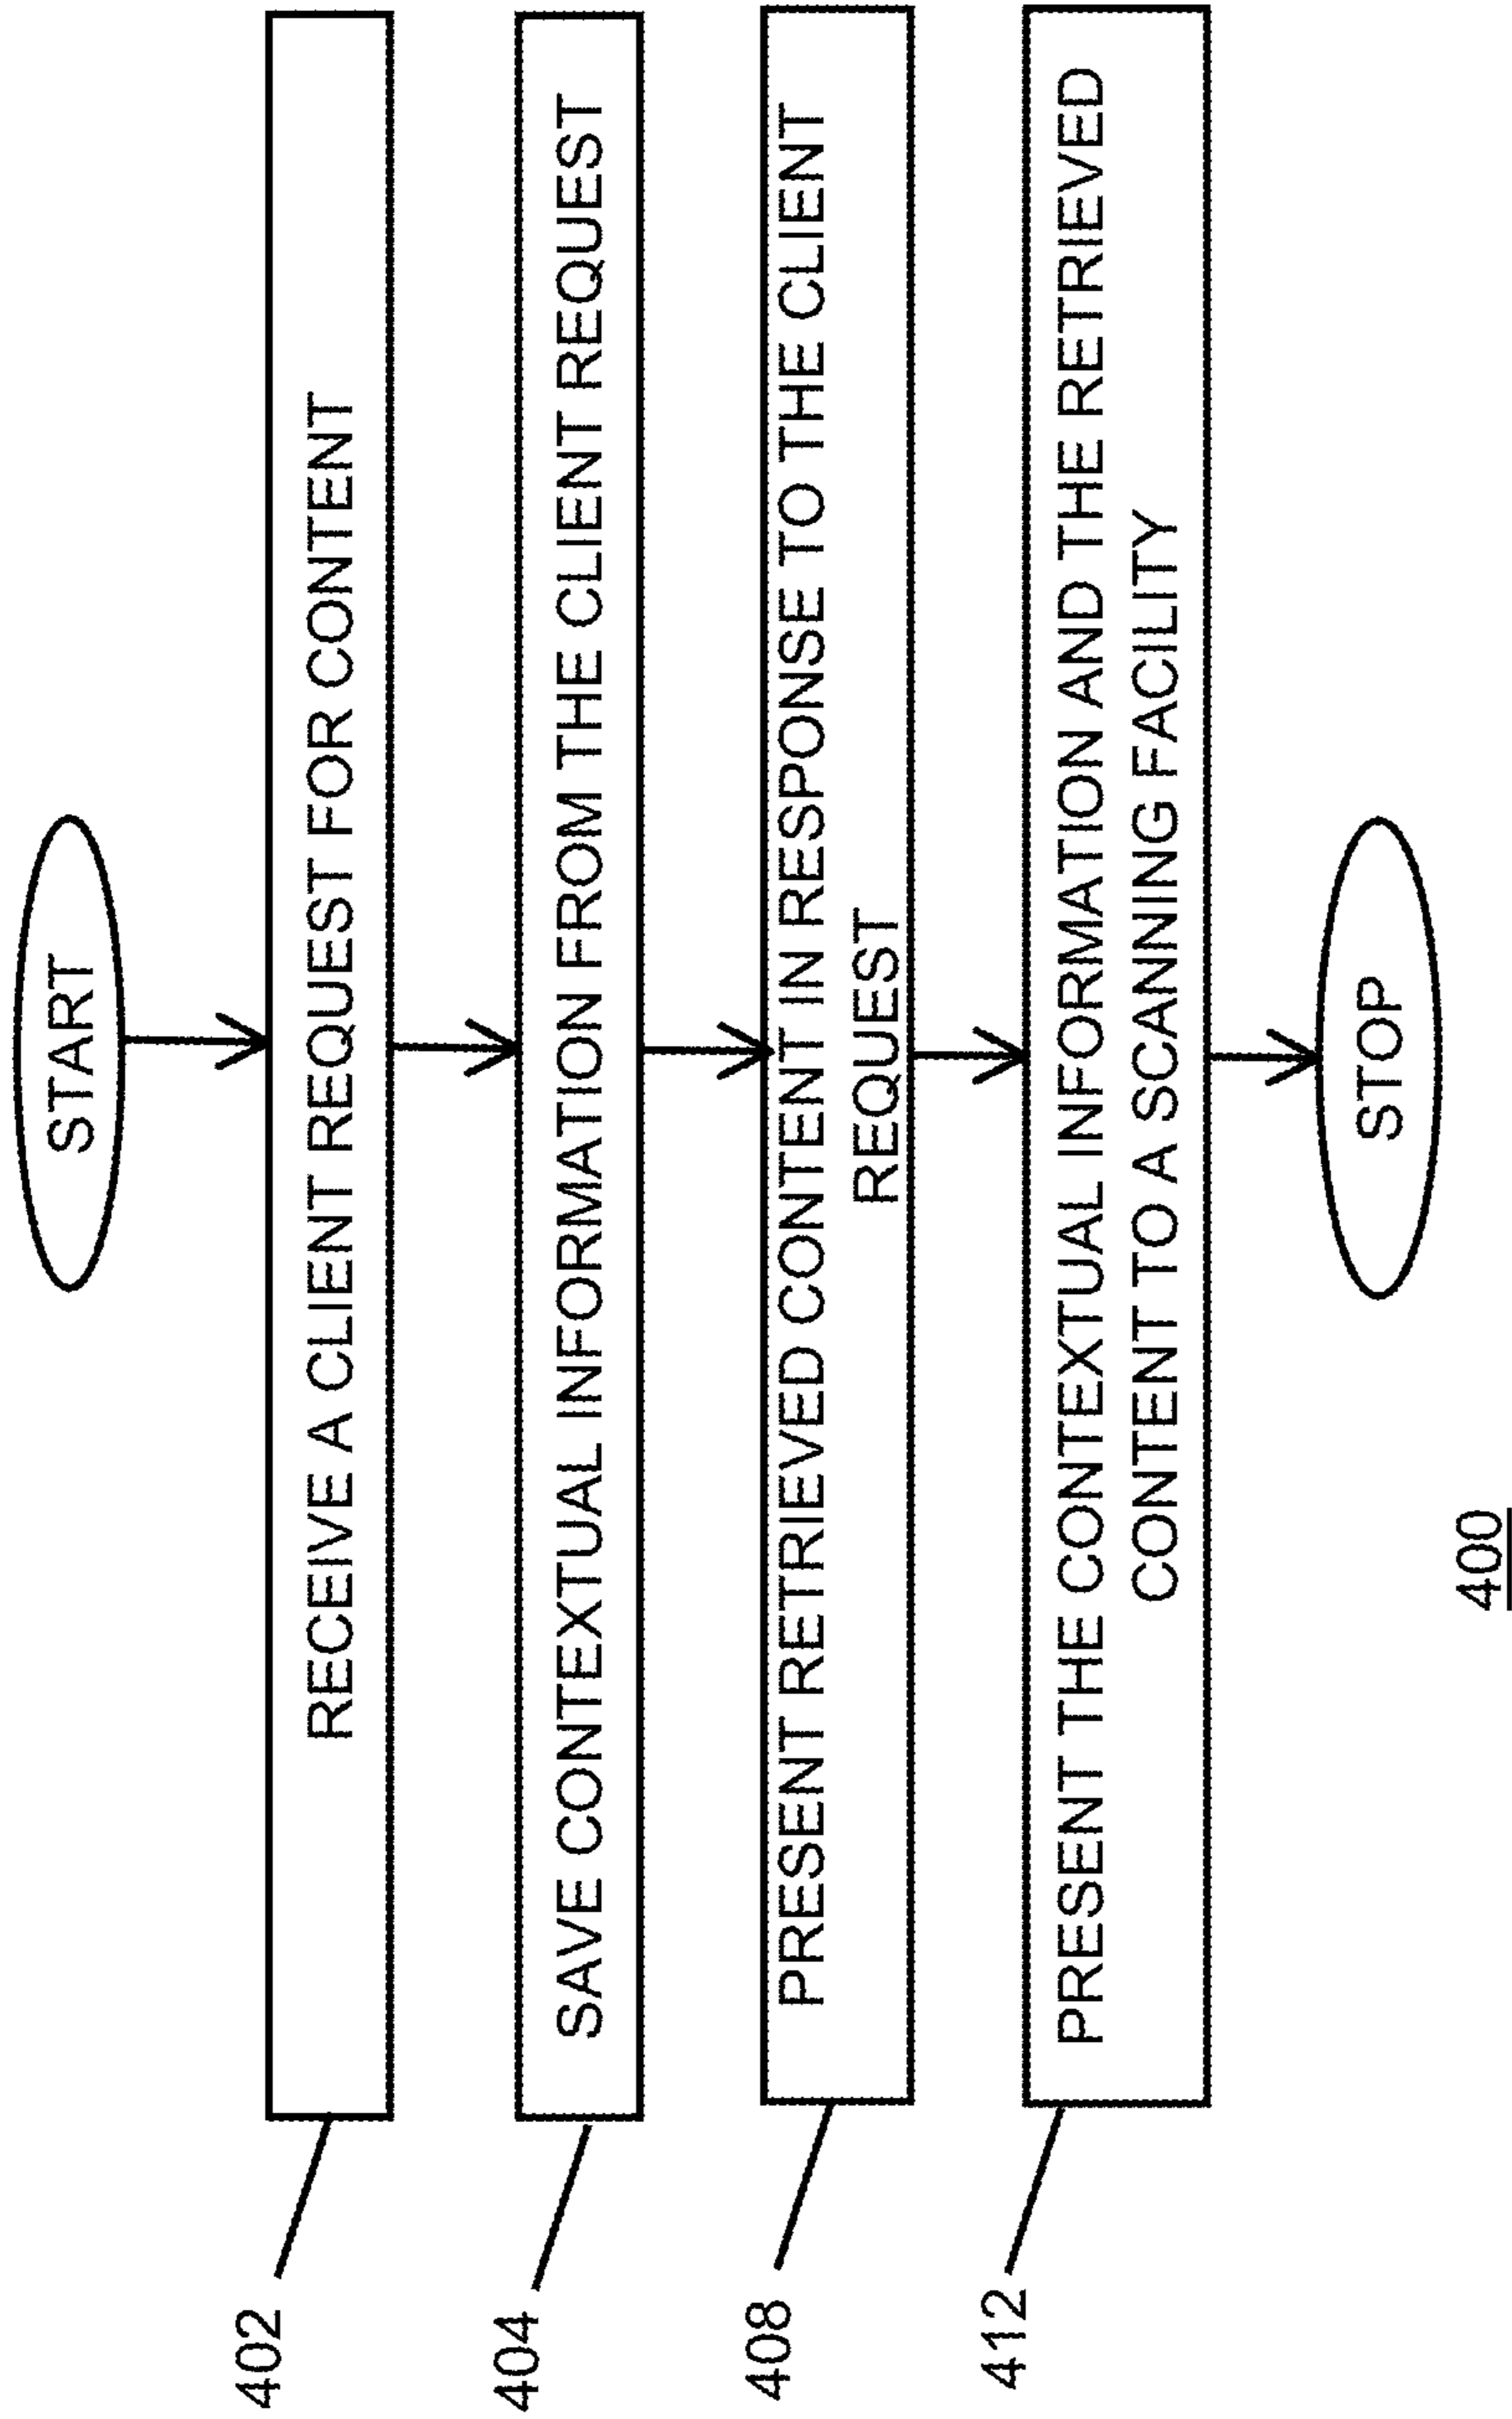 START
402
RECEIVE A CLIENT REQUEST FOR CONTENT
404
SAVE CONTEXTUAL INFORMATION FROM THE CLIENT REQUEST
408
PRESENT RETRIEVED CONTENT IN RESPONSE TO THE CLIENT
REQUEST
412
PRESENT THE CONTEXTUAL INFORMATION AND THE RETRIEVED
CONTENT TO A SCANNING FACILITY
STOP
400